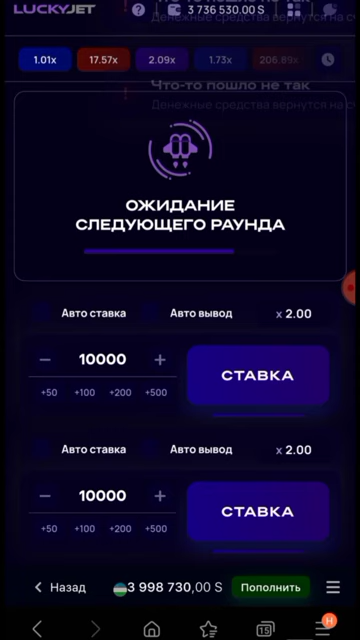 LUCKYJET
? 3 736 530.00 S
Денежные средства вернутся на сч
1.01x 17.57x 2.09x 1.73x 206.89x
Что-то пошло не так
Денежные средства вернутся на сч
ОЖИДАНИЕ
СЛЕДУЮЩЕГО РАУНДА
Авто ставка Авто вывод x 2.00
− 10000 +
СТАВКА
+50 +100 +200 +500
Авто ставка Авто вывод x 2.00
− 10000 +
СТАВКА
+50 +100 +200 +500
Назад 3 998 730,00 S Пополнить
15 H